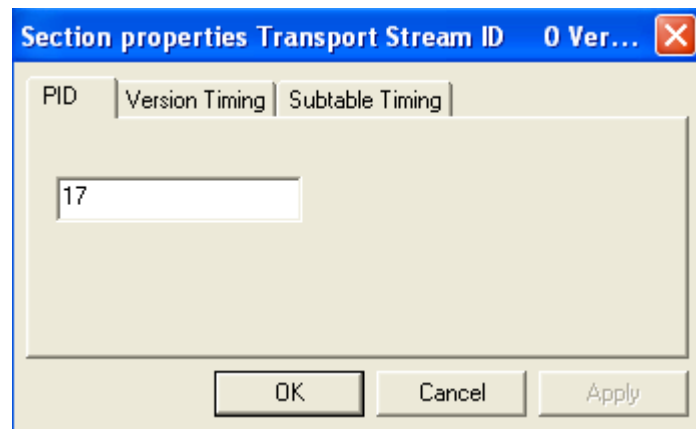 Section properties Transport Stream ID 0 Ver...
PID Version Timing Subtable Timing
17
OK Cancel Apply